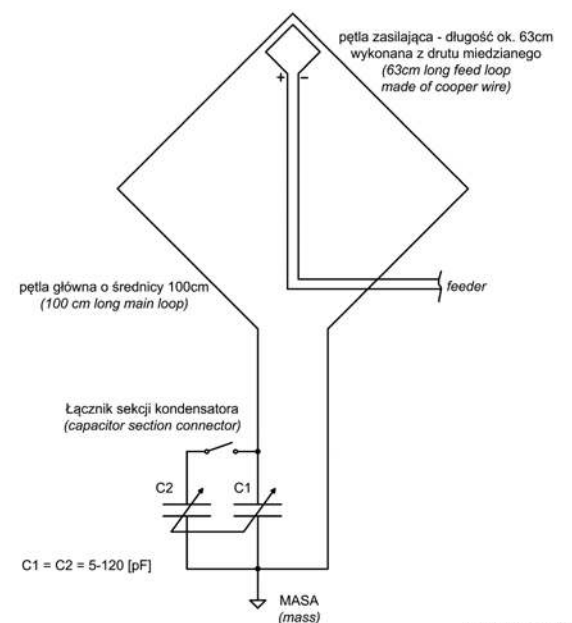 pętla zasilająca - długość ok. 63cm
wykonana z drutu miedzianego
(63cm long feed loop
made of cooper wire)
+ –
feeder
pętla główna o średnicy 100cm
(100 cm long main loop)
Łącznik sekcji kondensatora
(capacitor section connector)
C2 C1
C1 = C2 = 5-120 [pF]
MASA
(mass)